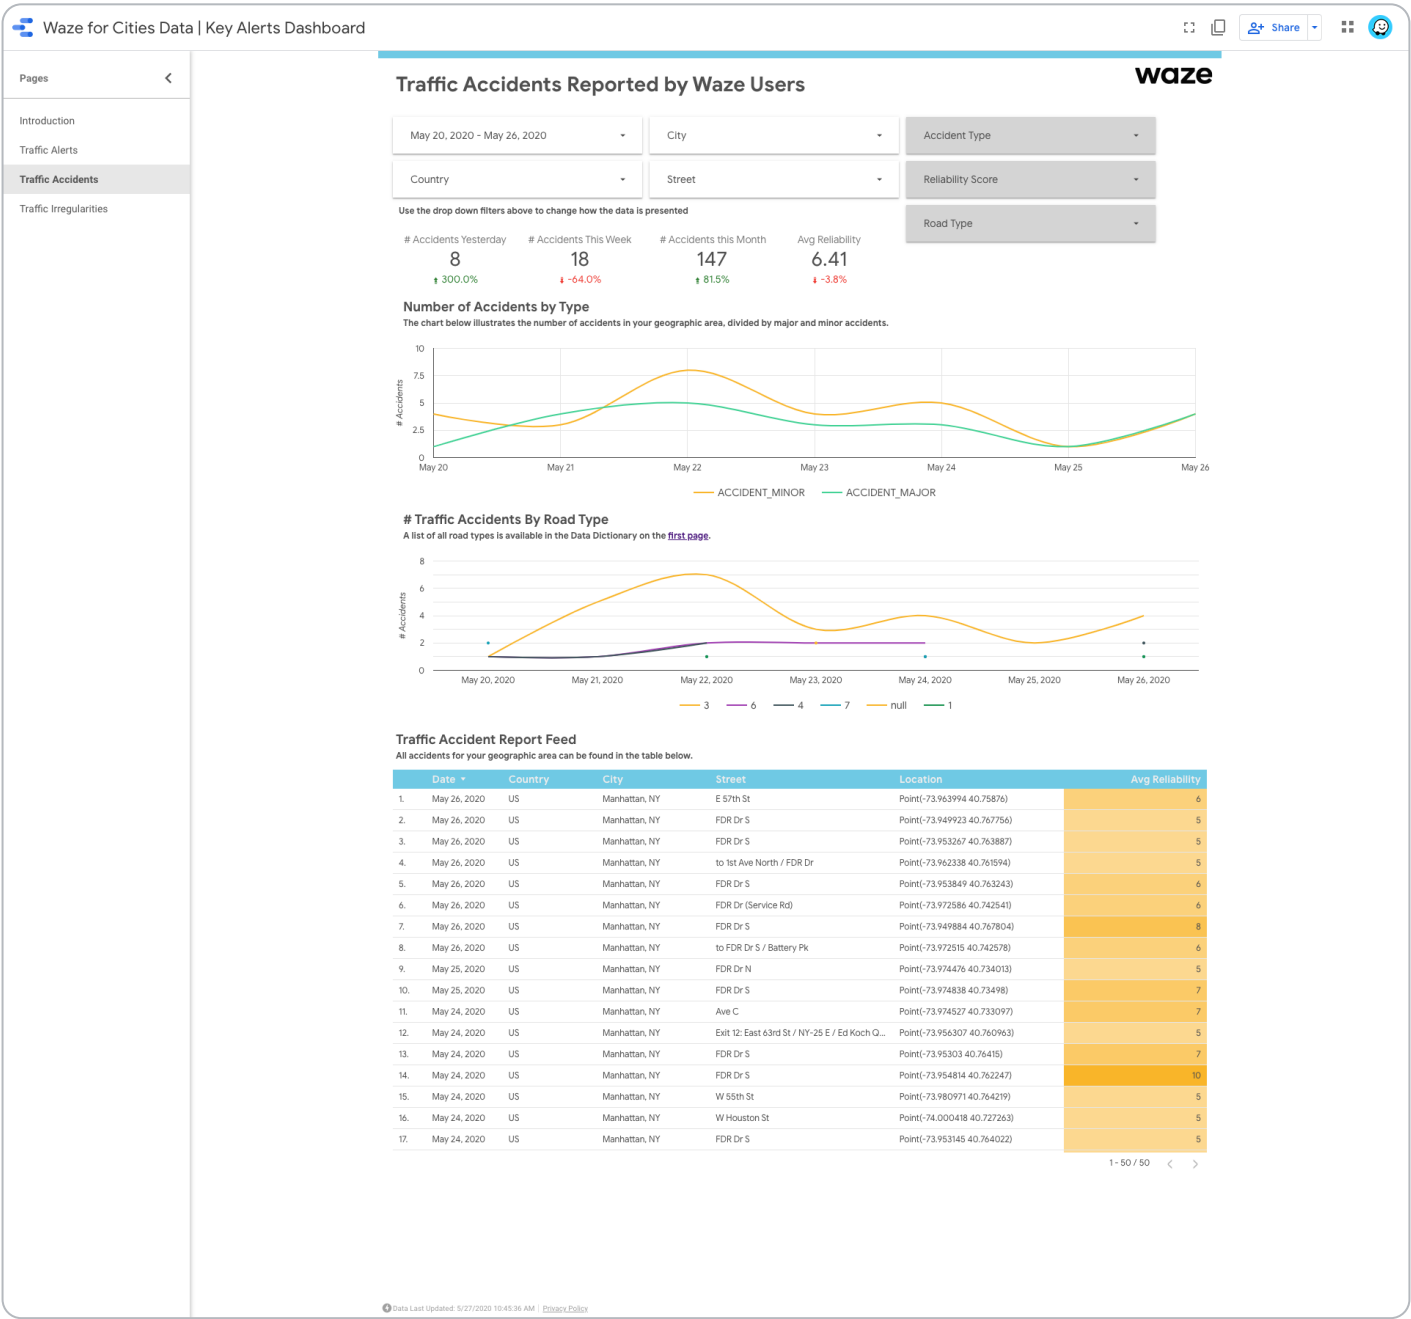 Waze for Cities Data | Key Alerts Dashboard
Share
Pages
Introduction
Traffic Alerts
Traffic Accidents
Traffic Irregularities
Traffic Accidents Reported by Waze Users
waze
May 20, 2020 - May 26, 2020
City
Accident Type
Country
Street
Reliability Score
Use the drop down filters above to change how the data is presented
Road Type
# Accidents Yesterday
# Accidents This Week
# Accidents this Month
Avg Reliability
8
18
147
6.41
300.0%
-64.0%
81.5%
-3.8%
Number of Accidents by Type
The chart below illustrates the number of accidents in your geographic area, divided by major and minor accidents.
# Accidents
10
7.5
5
2.5
0
May 20 May 21 May 22 May 23 May 24 May 25 May 26
ACCIDENT_MINOR ACCIDENT_MAJOR
# Traffic Accidents By Road Type
A list of all road types is available in the Data Dictionary on the first page.
# Accidents
8
6
4
2
0
May 20, 2020 May 21, 2020 May 22, 2020 May 23, 2020 May 24, 2020 May 25, 2020 May 26, 2020
3 6 4 7 null 1
Traffic Accident Report Feed
All accidents for your geographic area can be found in the table below.
Date Country City Street Location Avg Reliability
1. May 26, 2020 US Manhattan, NY E 57th St Point(-73.963994 40.75876) 6
2. May 26, 2020 US Manhattan, NY FDR Dr S Point(-73.949923 40.767756) 5
3. May 26, 2020 US Manhattan, NY FDR Dr S Point(-73.953267 40.763887) 5
4. May 26, 2020 US Manhattan, NY to 1st Ave North / FDR Dr Point(-73.962338 40.761594) 5
5. May 26, 2020 US Manhattan, NY FDR Dr S Point(-73.953849 40.763243) 6
6. May 26, 2020 US Manhattan, NY FDR Dr (Service Rd) Point(-73.972586 40.742541) 6
7. May 26, 2020 US Manhattan, NY FDR Dr S Point(-73.949884 40.767804) 8
8. May 26, 2020 US Manhattan, NY to FDR Dr S / Battery Pk Point(-73.972515 40.742578) 6
9. May 25, 2020 US Manhattan, NY FDR Dr N Point(-73.974476 40.734013) 5
10. May 25, 2020 US Manhattan, NY FDR Dr S Point(-73.974838 40.73498) 7
11. May 24, 2020 US Manhattan, NY Ave C Point(-73.974527 40.733097) 7
12. May 24, 2020 US Manhattan, NY Exit 12: East 63rd St / NY-25 E / Ed Koch Q... Point(-73.956307 40.760963) 5
13. May 24, 2020 US Manhattan, NY FDR Dr S Point(-73.95303 40.76415) 7
14. May 24, 2020 US Manhattan, NY FDR Dr S Point(-73.954814 40.762247) 10
15. May 24, 2020 US Manhattan, NY W 55th St Point(-73.980971 40.764219) 5
16. May 24, 2020 US Manhattan, NY W Houston St Point(-74.000418 40.727263) 5
17. May 24, 2020 US Manhattan, NY FDR Dr S Point(-73.953145 40.764022) 5
1 - 50 / 50
Data Last Updated: 5/27/2020 10:45:36 AM | Privacy Policy